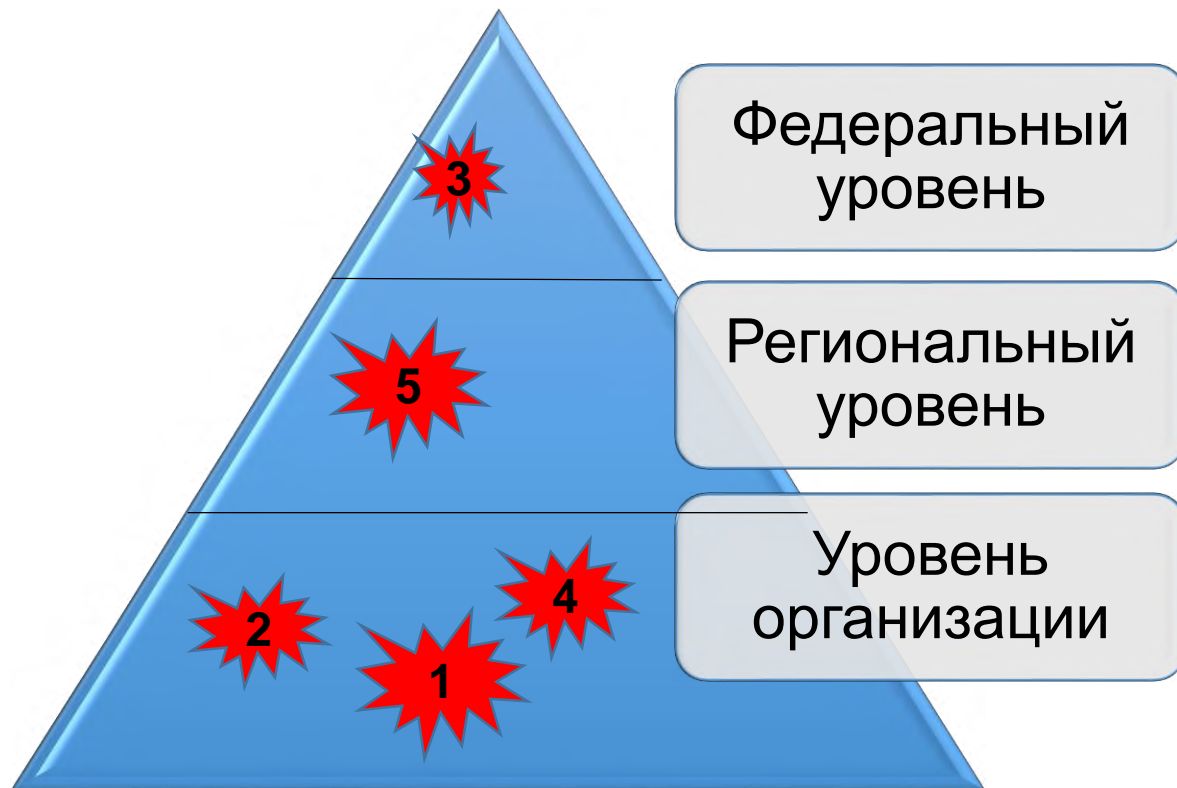 3
Федеральный
уровень
5
Региональный
уровень
2
1
4
Уровень
организации